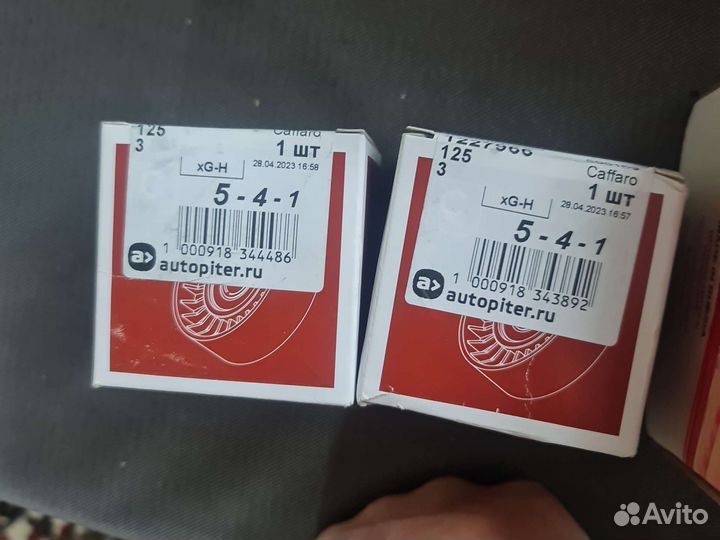 125 Caffaro
3 1 шт
xG-H 28.04.2023 16:58
5-4-1
1 000918 344486
a> autopiter.ru
1227966
125 Caffaro
3 1 шт
xG-H 28.04.2023 16:57
5-4-1
1 000918 343892
a> autopiter.ru
Avito